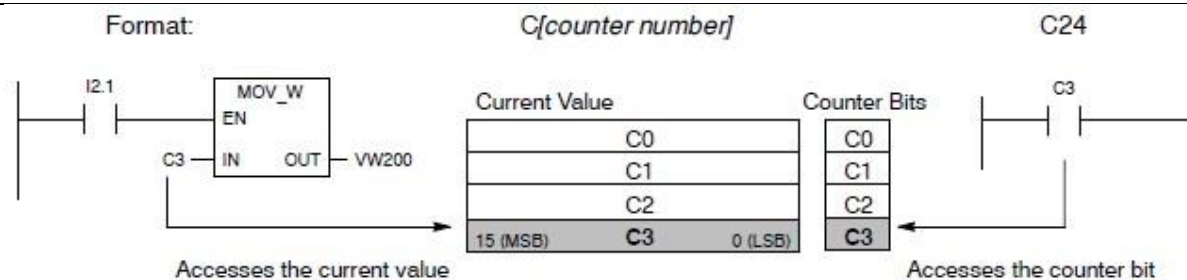 Format: C[counter number] C24
I2.1
MOV_W
EN
C3 IN OUT VW200
Current Value
C0
C1
C2
15 (MSB) C3 0 (LSB)
Counter Bits
C0
C1
C2
C3
C3
Accesses the current value
Accesses the counter bit